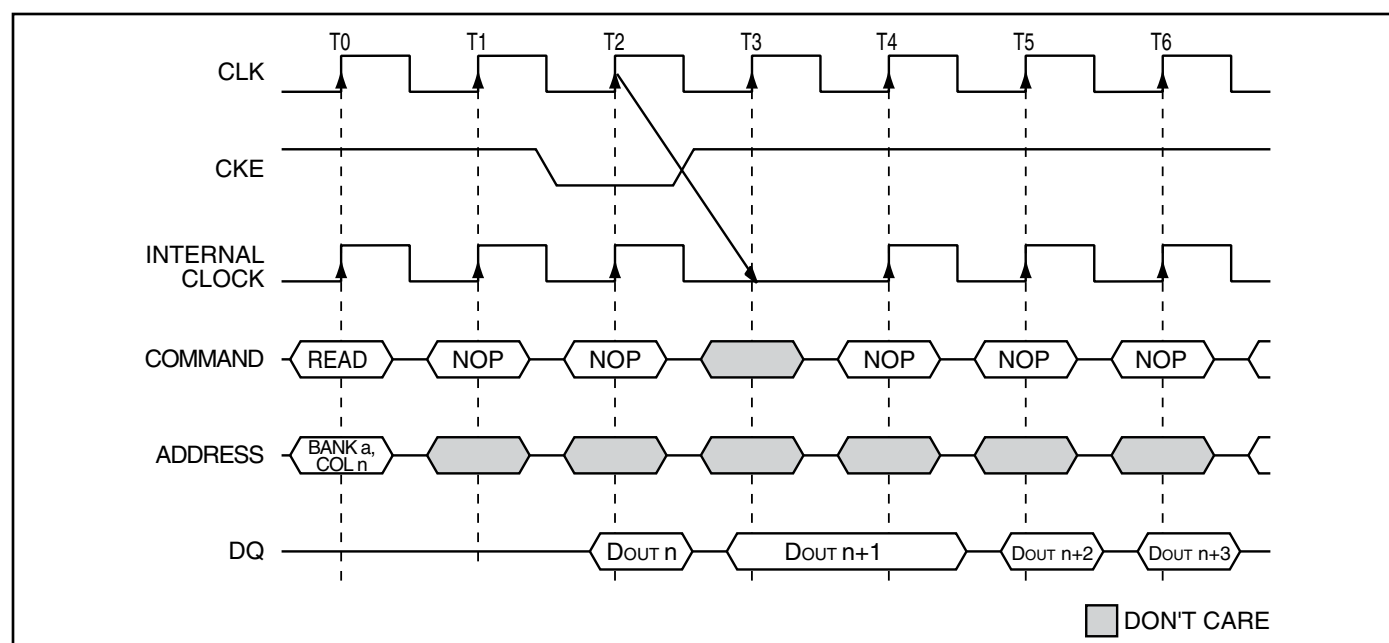 T0 T1 T2 T3 T4 T5 T6
CLK
CKE
INTERNAL
CLOCK
COMMAND READ NOP NOP NOP NOP NOP
ADDRESS BANK a,
COL n
DQ DOUT n DOUT n+1 DOUT n+2 DOUT n+3
DON'T CARE